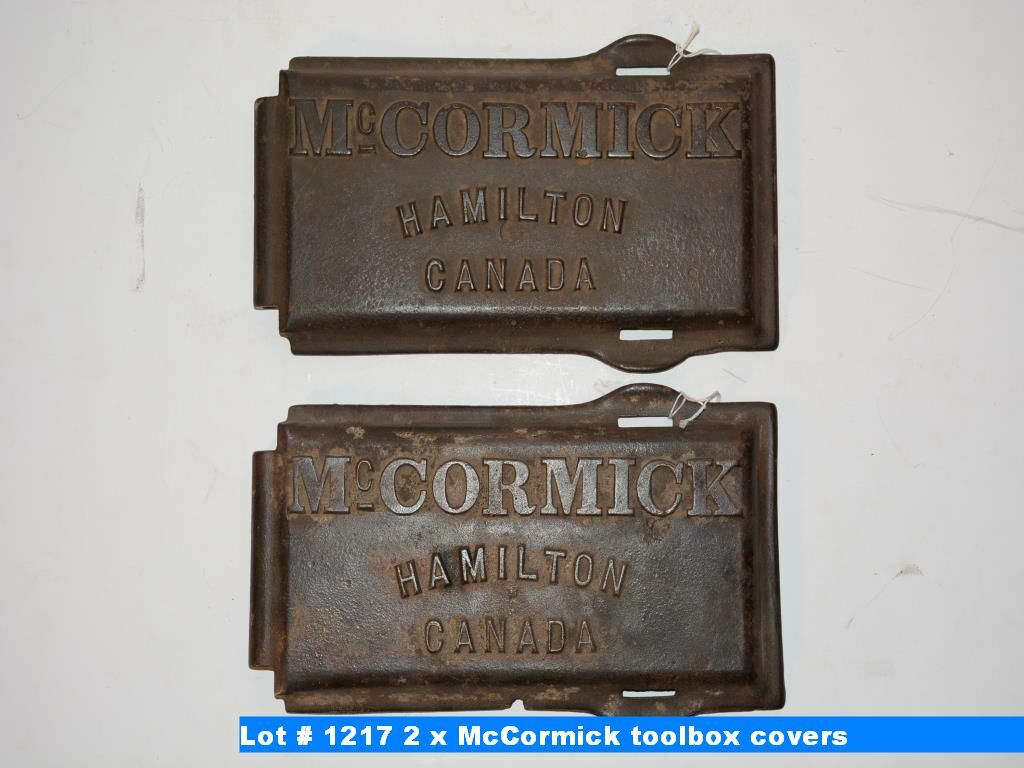 McCORMICK
HAMILTON
CANADA
McCORMICK
HAMILTON
CANADA
Lot # 1217 2 x McCormick toolbox covers